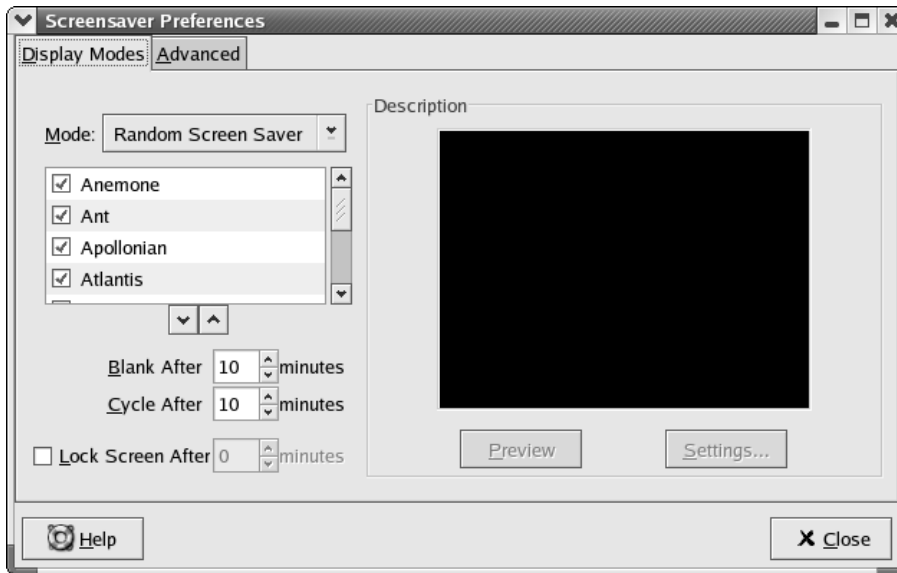 Screensaver Preferences
Display Modes Advanced
Description
Mode: Random Screen Saver
Anemone
Ant
Apollonian
Atlantis
Blank After 10 minutes
Cycle After 10 minutes
Lock Screen After 0 minutes
Preview Settings...
Help Close